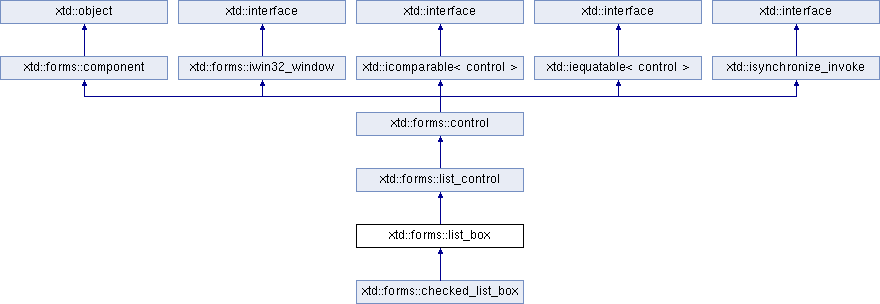 xtd::object
xtd::interface
xtd::interface
xtd::interface
xtd::interface
xtd::forms::component
xtd::forms::iwin32_window
xtd::icomparable< control >
xtd::iequatable< control >
xtd::isynchronize_invoke
xtd::forms::control
xtd::forms::list_control
xtd::forms::list_box
xtd::forms::checked_list_box